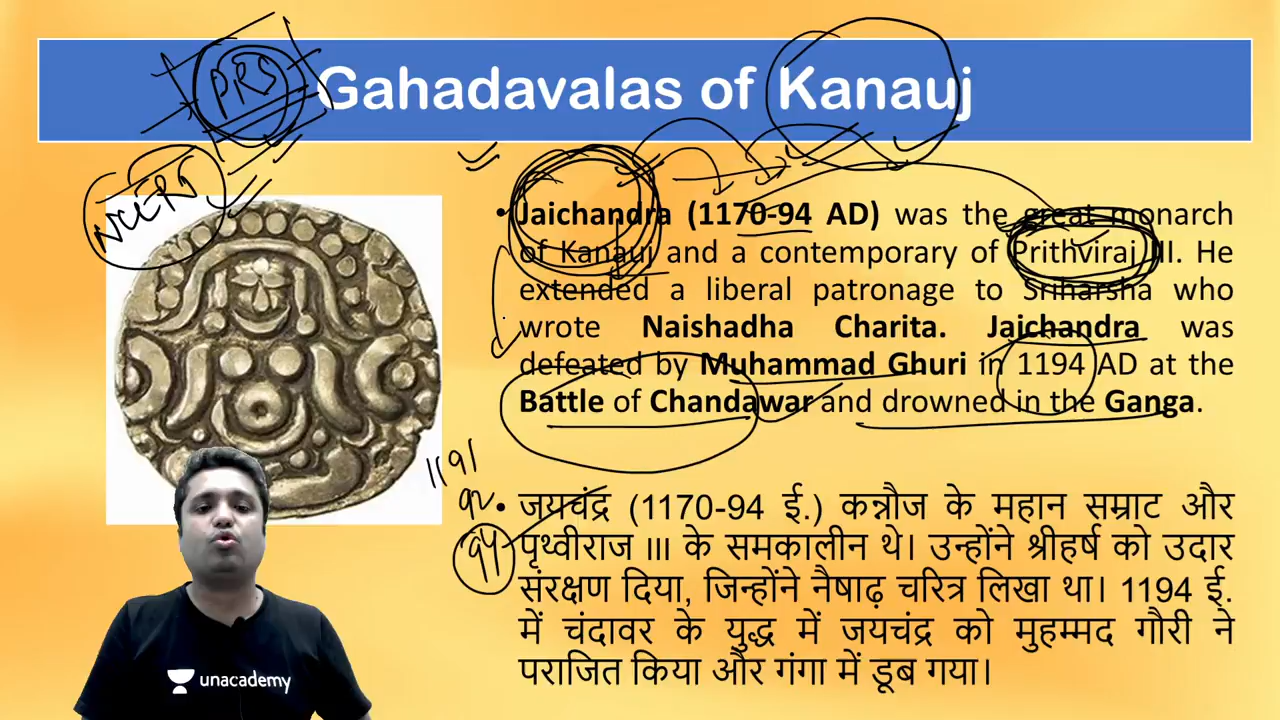 PRS
Gahadavalas of Kanauj
NCERT
• Jaichandra (1170-94 AD) was the great monarch
of Kanauj and a contemporary of Prithviraj III. He
extended a liberal patronage to Sriharsha who
wrote Naishadha Charita. Jaichandra was
defeated by Muhammad Ghuri in 1194 AD at the
Battle of Chandawar and drowned in the Ganga.
1191
92
94
• जयचंद्र (1170-94 ई.) कन्नौज के महान सम्राट और
पृथ्वीराज III के समकालीन थे। उन्होंने श्रीहर्ष को उदार
संरक्षण दिया, जिन्होंने नैषाढ़ चरित्र लिखा था। 1194 ई.
में चंदावर के युद्ध में जयचंद्र को मुहम्मद गौरी ने
पराजित किया और गंगा में डूब गया।
unacademy